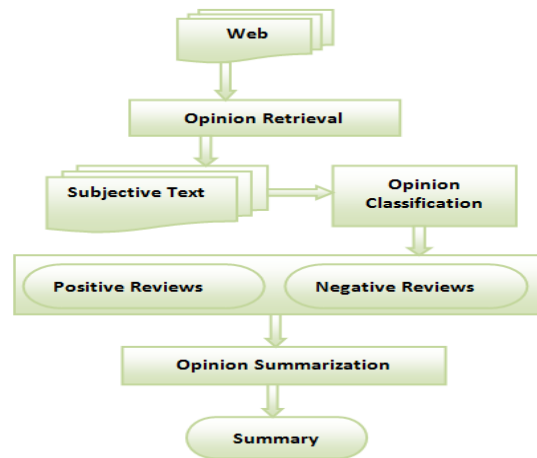 Web
Opinion Retrieval
Subjective Text
Opinion
Classification
Positive Reviews
Negative Reviews
Opinion Summarization
Summary